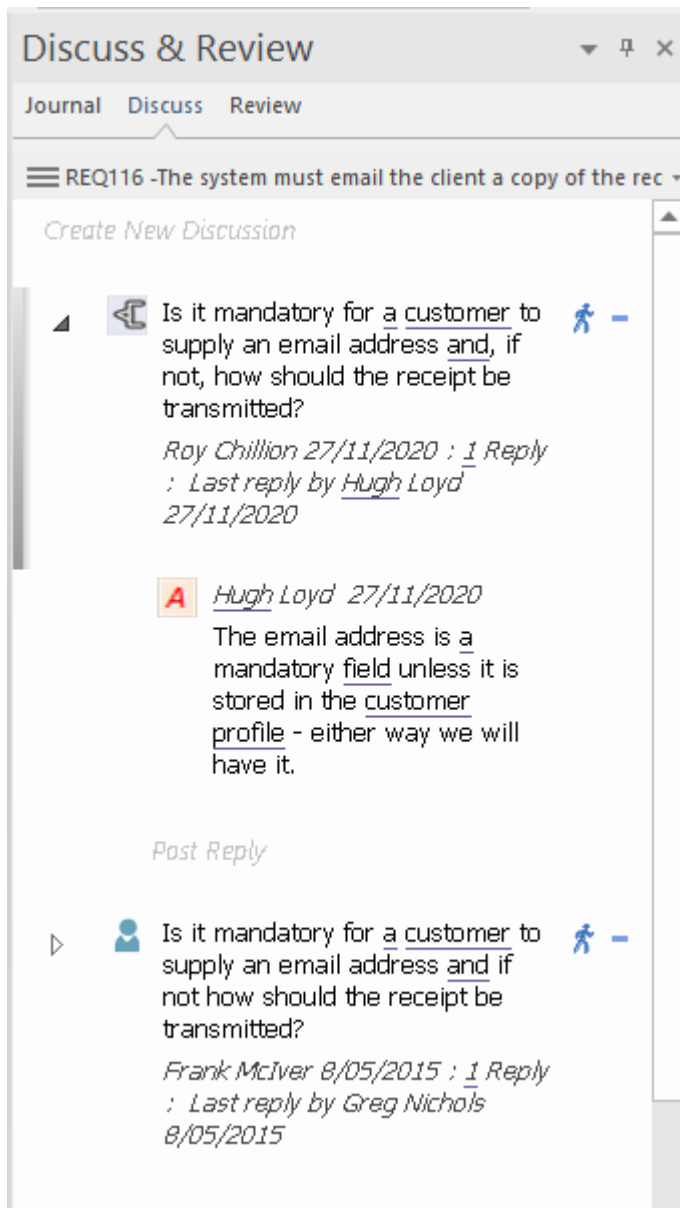 Discuss & Review
Journal Discuss Review
REQ116 -The system must email the client a copy of the rec
Create New Discussion
Is it mandatory for a customer to
supply an email address and, if
not, how should the receipt be
transmitted?
Roy Chillion 27/11/2020 : 1 Reply
: Last reply by Hugh Loyd
27/11/2020
A Hugh Loyd 27/11/2020
The email address is a
mandatory field unless it is
stored in the customer
profile - either way we will
have it.
Post Reply
Is it mandatory for a customer to
supply an email address and if
not how should the receipt be
transmitted?
Frank McIver 8/05/2015 : 1 Reply
: Last reply by Greg Nichols
8/05/2015